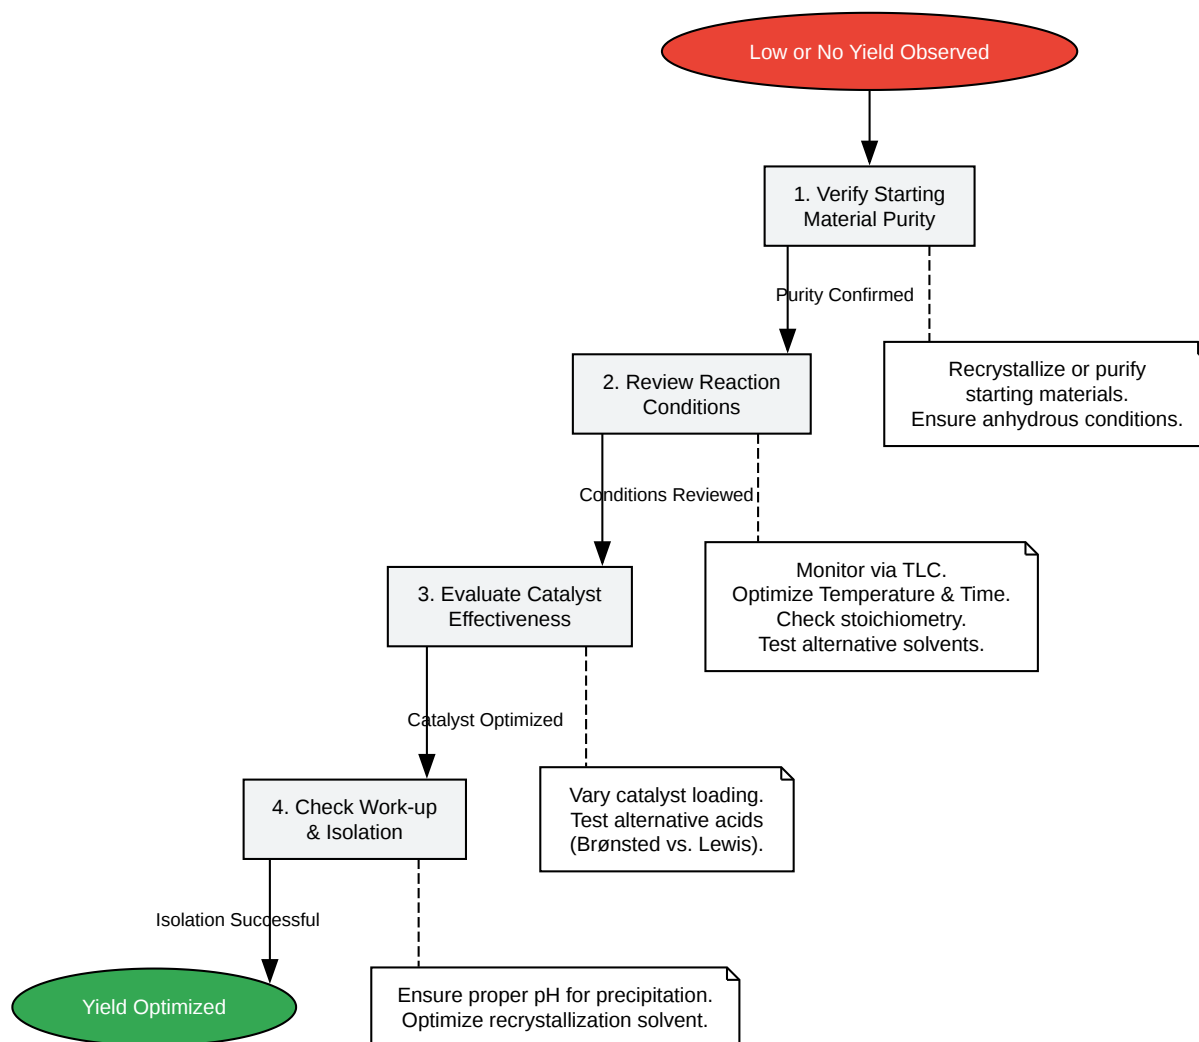 Low or No Yield Observed
1. Verify Starting
Material Purity
Purity Confirmed
Recrystallize or purify
starting materials.
Ensure anhydrous conditions.
2. Review Reaction
Conditions
Conditions Reviewed
Monitor via TLC.
Optimize Temperature & Time.
Check stoichiometry.
Test alternative solvents.
3. Evaluate Catalyst
Effectiveness
Catalyst Optimized
Vary catalyst loading.
Test alternative acids
(Brønsted vs. Lewis).
4. Check Work-up
& Isolation
Isolation Successful
Ensure proper pH for precipitation.
Optimize recrystallization solvent.
Yield Optimized